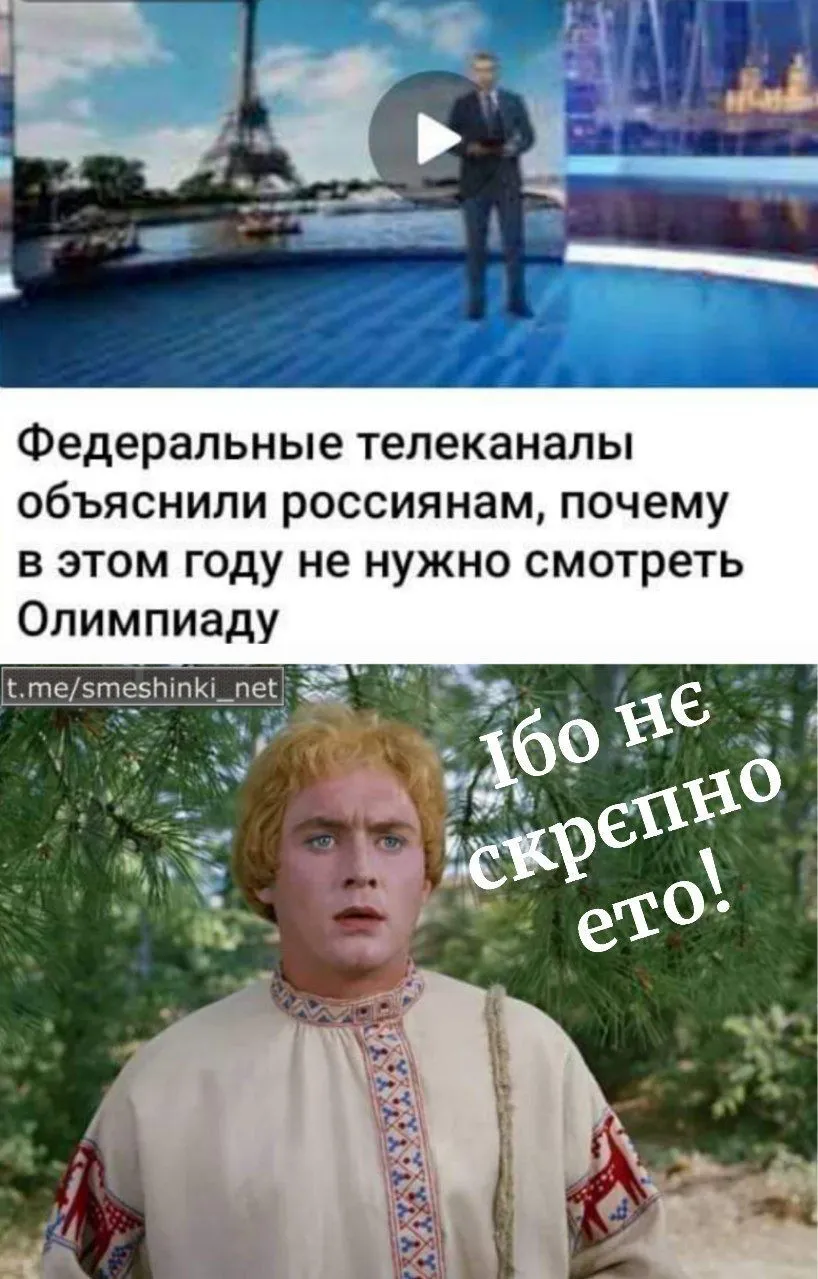 Федеральные телеканалы
объяснили россиянам, почему
в этом году не нужно смотреть
Олимпиаду
t.me/smeshinki_net
Ібо нє
скрєпно
ето!